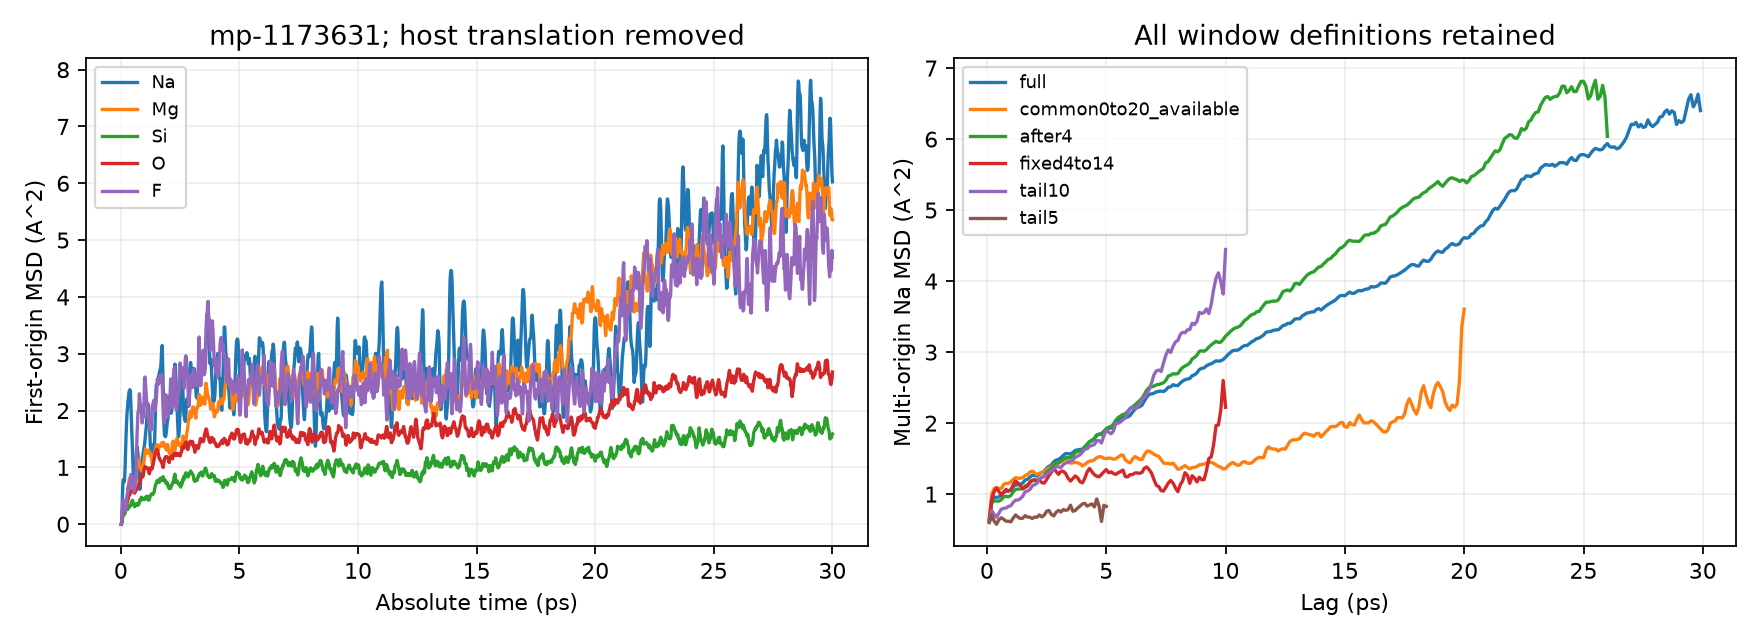 mp-1173631; host translation removed
Na
Mg
Si
O
F
First-origin MSD (A^2)
8
7
6
5
4
3
2
1
0
0 5 10 15 20 25 30
Absolute time (ps)
All window definitions retained
full
common0to20_available
after4
fixed4to14
tail10
tail5
Multi-origin Na MSD (A^2)
7
6
5
4
3
2
1
0 5 10 15 20 25 30
Lag (ps)